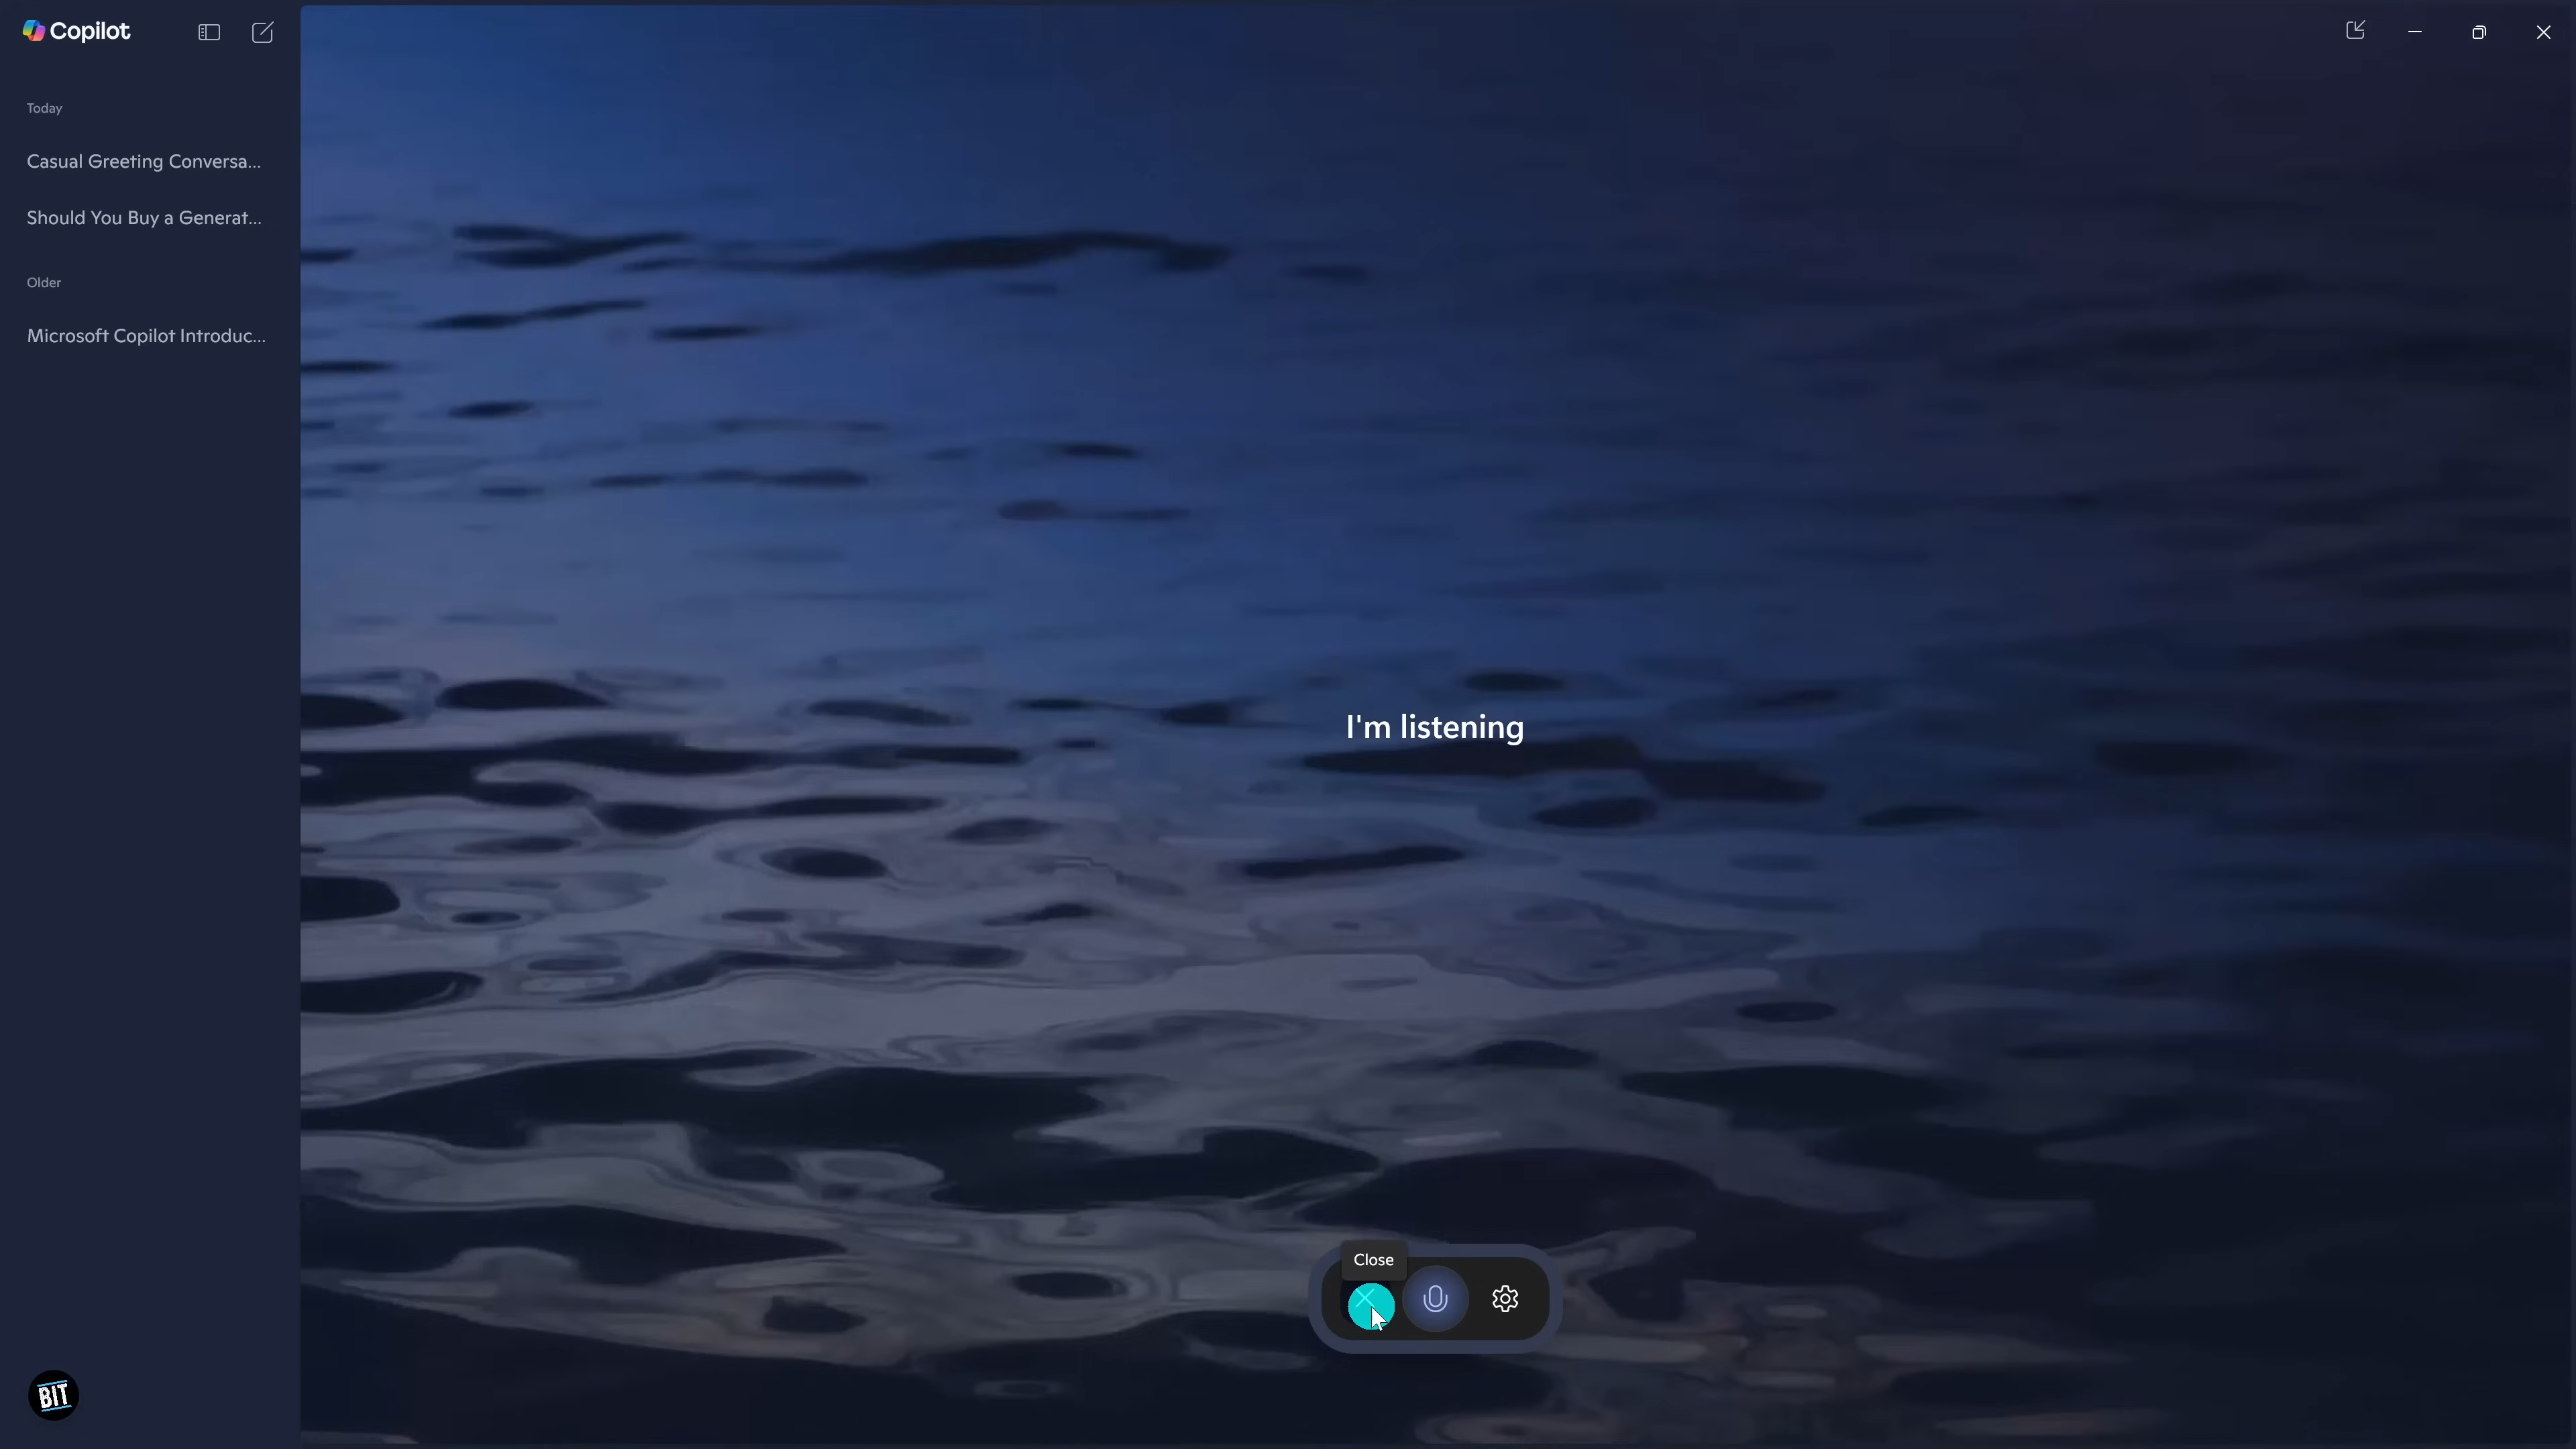 Copilot
Today
Casual Greeting Conversa...
Should You Buy a Generat...
Older
Microsoft Copilot Introduc...
I'm listening
Close
BIT